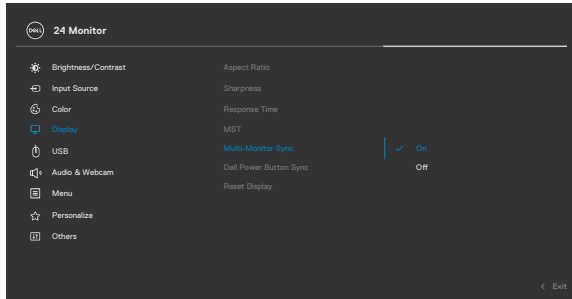 DELL 24 Monitor
Brightness/Contrast
Input Source
Color
Display
USB
Audio & Webcam
Menu
Personalize
Others
Aspect Ratio
Sharpness
Response Time
MST
Multi-Monitor Sync
Dell Power Button Sync
Reset Display
On
Off
Exit